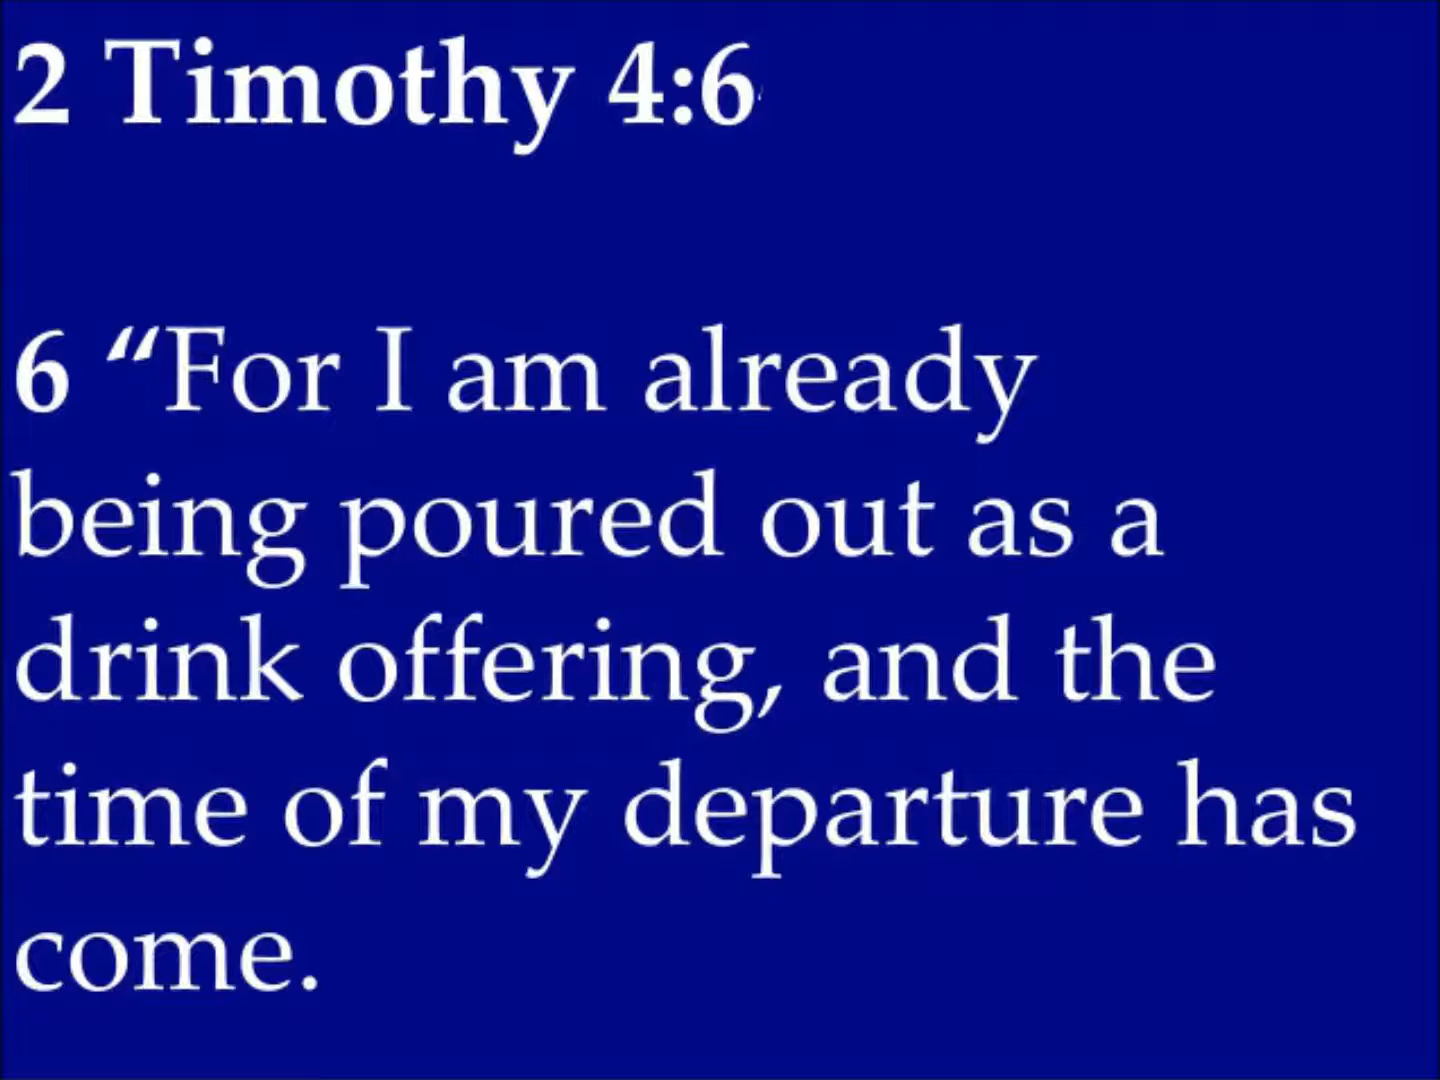 2 Timothy 4:6
6 “For I am already
being poured out as a
drink offering, and the
time of my departure has
come.